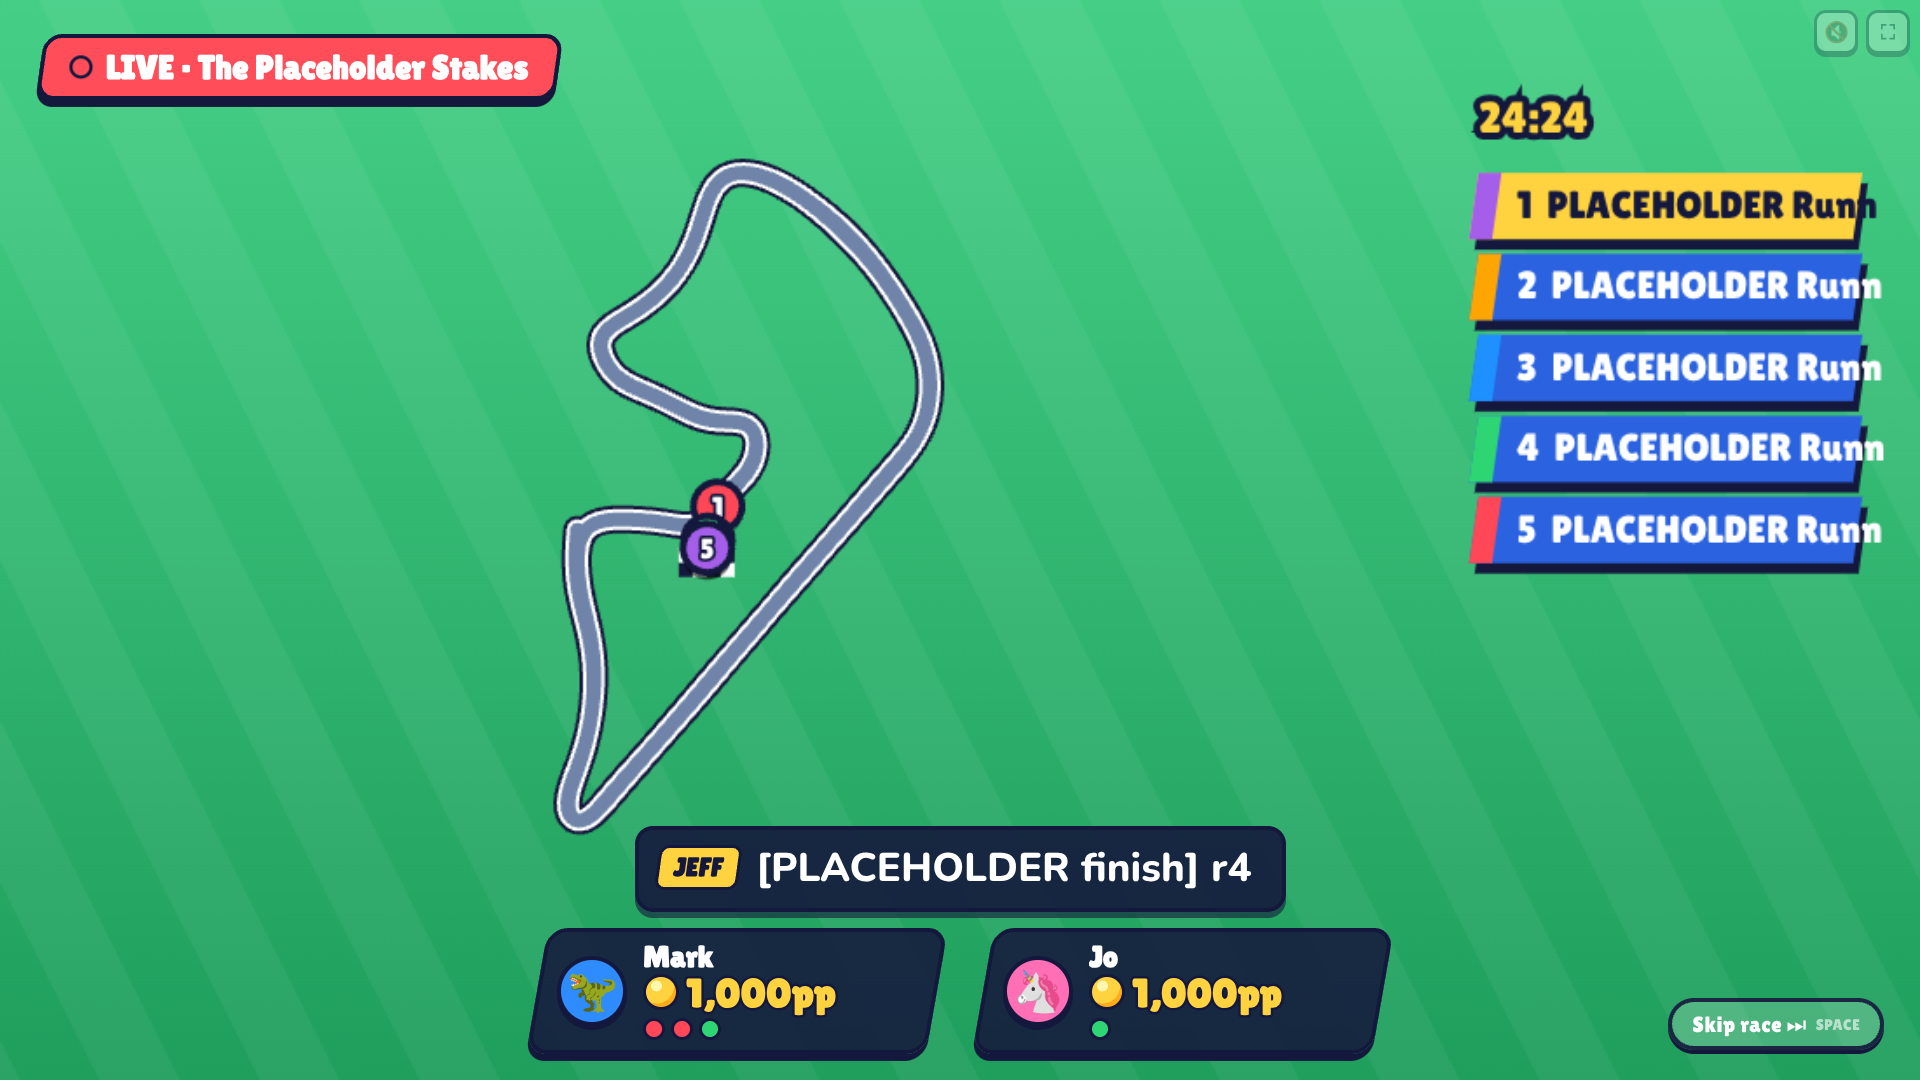 LIVE · The Placeholder Stakes
24:24
1 PLACEHOLDER Runn
2 PLACEHOLDER Runn
3 PLACEHOLDER Runn
4 PLACEHOLDER Runn
5 PLACEHOLDER Runn
1
5
JEFF [PLACEHOLDER finish] r4
Mark
1,000pp
Jo
1,000pp
Skip race SPACE